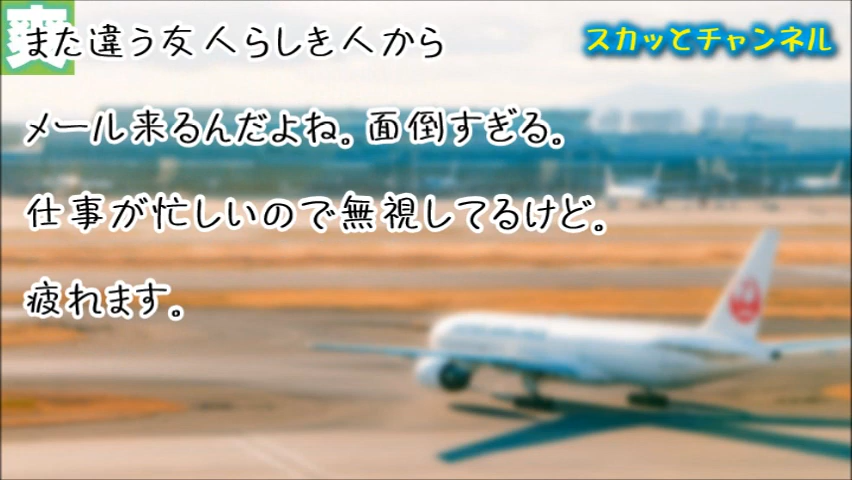 また違う友人らしき人から
スカッとチャンネル
メール来るんだよね。面倒すぎる。
仕事が忙しいので無視してるけど。
疲れます。